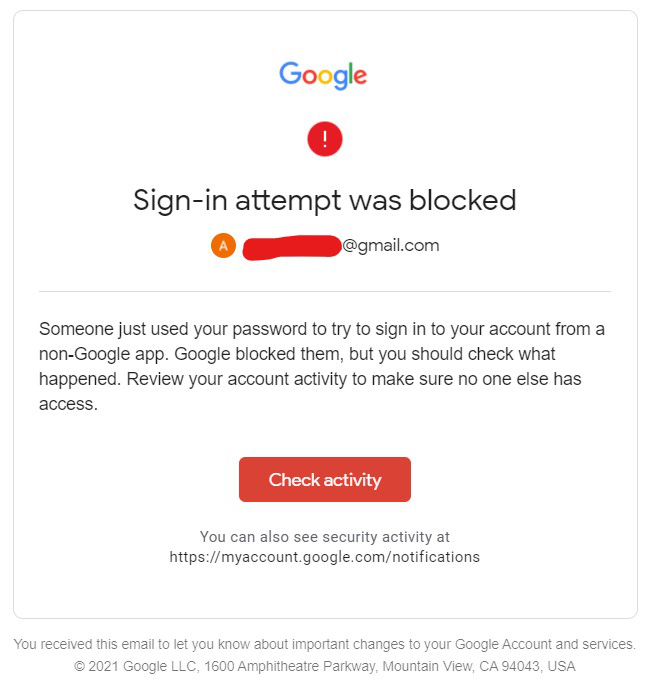 Google
!
Sign-in attempt was blocked
A @gmail.com
Someone just used your password to try to sign in to your account from a
non-Google app. Google blocked them, but you should check what
happened. Review your account activity to make sure no one else has
access.
Check activity
You can also see security activity at
https://myaccount.google.com/notifications
You received this email to let you know about important changes to your Google Account and services.
© 2021 Google LLC, 1600 Amphitheatre Parkway, Mountain View, CA 94043, USA